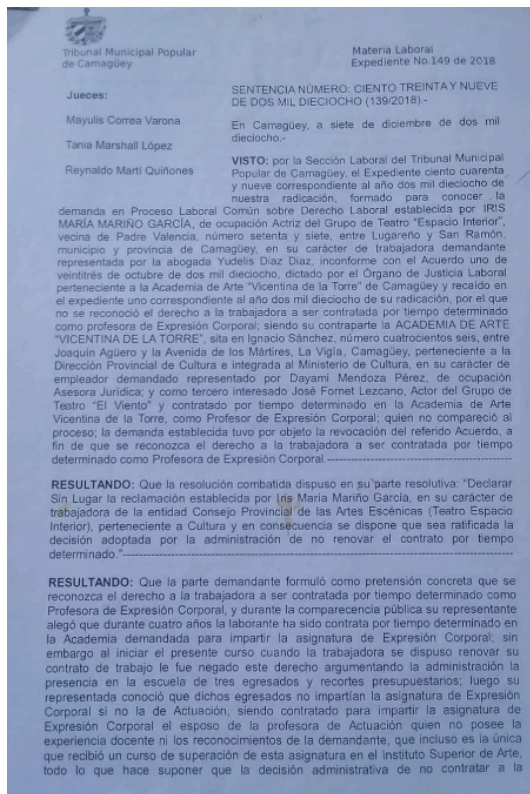 Tribunal Municipal Popular
de Camagüey
Materia Laboral
Expediente No.149 de 2018
Jueces:
Mayulis Correa Varona
Tania Marshall López
Reynaldo Martí Quiñones
SENTENCIA NÚMERO: CIENTO TREINTA Y NUEVE
DE DOS MIL DIECIOCHO (139/2018).-
En Camagüey, a siete de diciembre de dos mil
dieciocho.-
VISTO: por la Sección Laboral del Tribunal Municipal
Popular de Camagüey, el Expediente ciento cuarenta
y nueve correspondiente al año dos mil dieciocho de
nuestra radicación, formado para conocer la
demanda en Proceso Laboral Común sobre Derecho Laboral establecida por IRIS
MARÍA MARIÑO GARCÍA, de ocupación Actriz del Grupo de Teatro "Espacio Interior",
vecina de Padre Valencia, número setenta y siete, entre Lugareño y San Ramón,
municipio y provincia de Camagüey, en su carácter de trabajadora demandante
representada por la abogada Yudelis Diaz Diaz, inconforme con el Acuerdo uno de
veintitrés de octubre de dos mil dieciocho, dictado por el Órgano de Justicia Laboral
perteneciente a la Academia de Arte "Vicentina de la Torre" de Camagüey y recaído en
el expediente uno correspondiente al año dos mil dieciocho de su radicación, por el que
no se reconoció el derecho a la trabajadora a ser contratada por tiempo determinado
como profesora de Expresión Corporal; siendo su contraparte la ACADEMIA DE ARTE
"VICENTINA DE LA TORRE", sita en Ignacio Sánchez, número cuatrocientos seis, entre
Joaquín Agüero y la Avenida de los Mártires, La Vigía, Camagüey, perteneciente a la
Dirección Provincial de Cultura e integrada al Ministerio de Cultura, en su carácter de
empleador demandado representado por Dayami Mendoza Pérez, de ocupación
Asesora Jurídica; y como tercero interesado José Fornet Lezcano, Actor del Grupo de
Teatro "El Viento" y contratado por tiempo determinado en la Academia de Arte
Vicentina de la Torre, como Profesor de Expresión Corporal; quien no compareció al
proceso; la demanda establecida tuvo por objeto la revocación del referido Acuerdo, a
fin de que se reconozca el derecho a la trabajadora a ser contratada por tiempo
determinado como Profesora de Expresión Corporal.--------------------
RESULTANDO: Que la resolución combatida dispuso en su parte resolutiva: "Declarar
Sin Lugar la reclamación establecida por Iris Maria Mariño Garcia, en su carácter de
trabajadora de la entidad Consejo Provincial de las Artes Escénicas (Teatro Espacio
Interior), perteneciente a Cultura y en consecuencia se dispone que sea ratificada la
decisión adoptada por la administración de no renovar el contrato por tiempo
determinado."--------------------
RESULTANDO: Que la parte demandante formuló como pretensión concreta que se
reconozca el derecho a la trabajadora a ser contratada por tiempo determinado como
Profesora de Expresión Corporal, y durante la comparecencia pública su representante
alegó que durante cuatro años la laborante ha sido contrata por tiempo determinado en
la Academia demandada para impartir la asignatura de Expresión Corporal; sin
embargo al iniciar el presente curso cuando la trabajadora se dispuso renovar su
contrato de trabajo le fue negado este derecho argumentando la administración la
presencia en la escuela de tres egresados y recortes presupuestarios; luego su
representada conoció que dichos egresados no impartían la asignatura de Expresión
Corporal si no la de Actuación, siendo contratado para impartir la asignatura de
Expresión Corporal el esposo de la profesora de Actuación quien no posee la
experiencia docente ni los reconocimientos de la demandante, que incluso es la única
que recibió un curso de superación de esta asignatura en el Instituto Superior de Arte,
todo lo que hace suponer que la decisión administrativa de no contratar a la